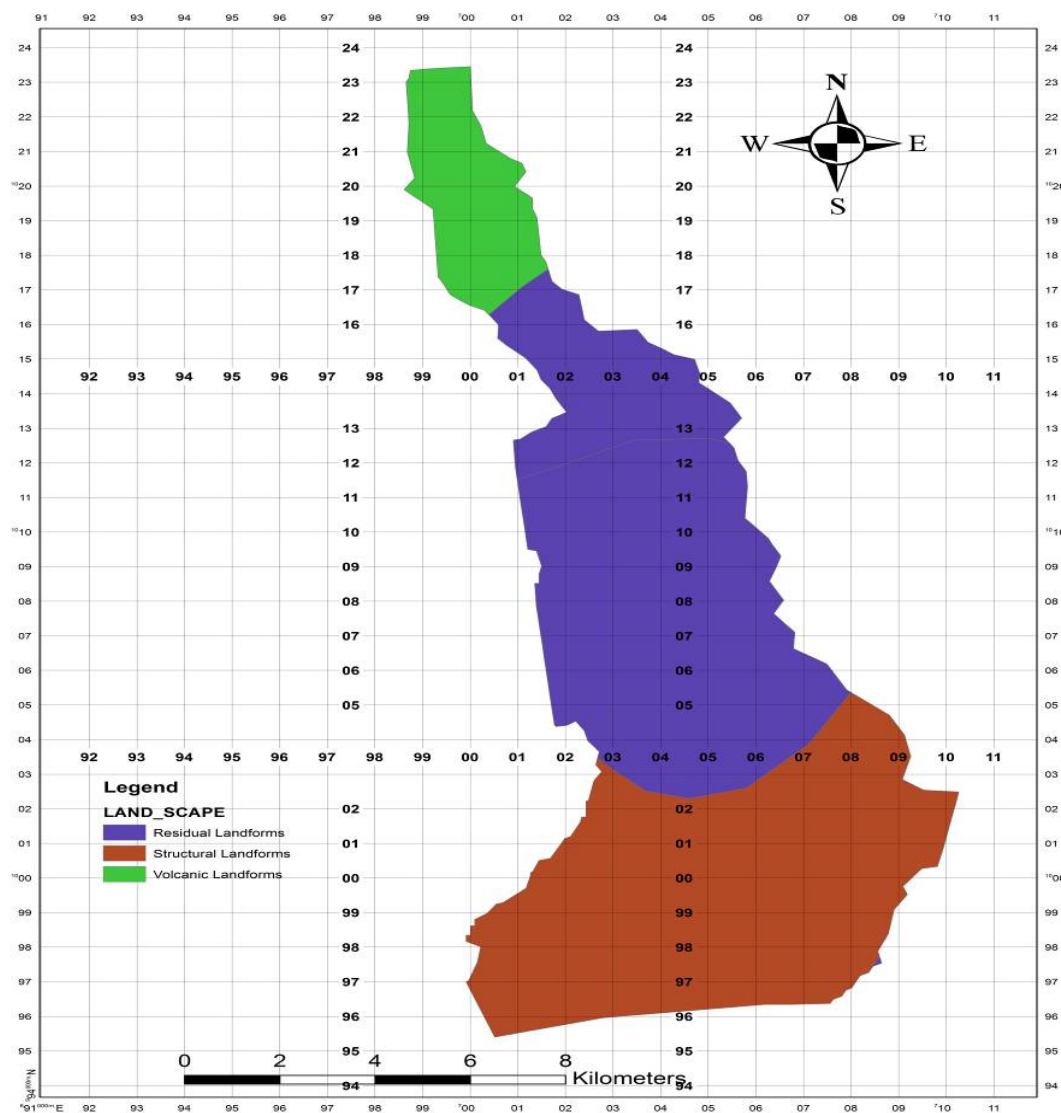 91 92 93 94 95 96 97 98 99 ⁷00 01 02 03 04 05 06 07 08 09 ⁷10 11
24 24 24 24
23 23 23 23
N
22 22 22 22
W E
21 21 21 21
¹⁰20 20 20 ¹⁰20
S
19 19 19 19
18 18 18 18
17 17 17 17
16 16 16 16
15 15 15 15
92 93 94 95 96 97 98 99 00 01 02 03 04 05 06 07 08 09 10 11
14 14
13 13 13 13
12 12 12 12
11 11 11 11
¹⁰10 10 10 ¹⁰10
09 09 09 09
08 08 08 08
07 07 07 07
06 06 06 06
05 05 05 05
04 04
92 93 94 95 96 97 98 99 00 01 02 03 04 05 06 07 08 09 10 11
03 03
Legend
02 02 02 02
LAND_SCAPE
Residual Landforms
01 01 01 01
Structural Landforms
Volcanic Landforms
¹⁰00 00 00 ¹⁰00
99 99 99 99
98 98 98 98
97 97 97 97
96 96 96 96
95 95 95 95
0 2 4 6 8
Kilometers
94 94 94
⁶91⁰⁰⁰ᵐE 92 93 94 95 96 97 98 99 ⁷00 01 02 03 04 05 06 07 08 09 ⁷10 11